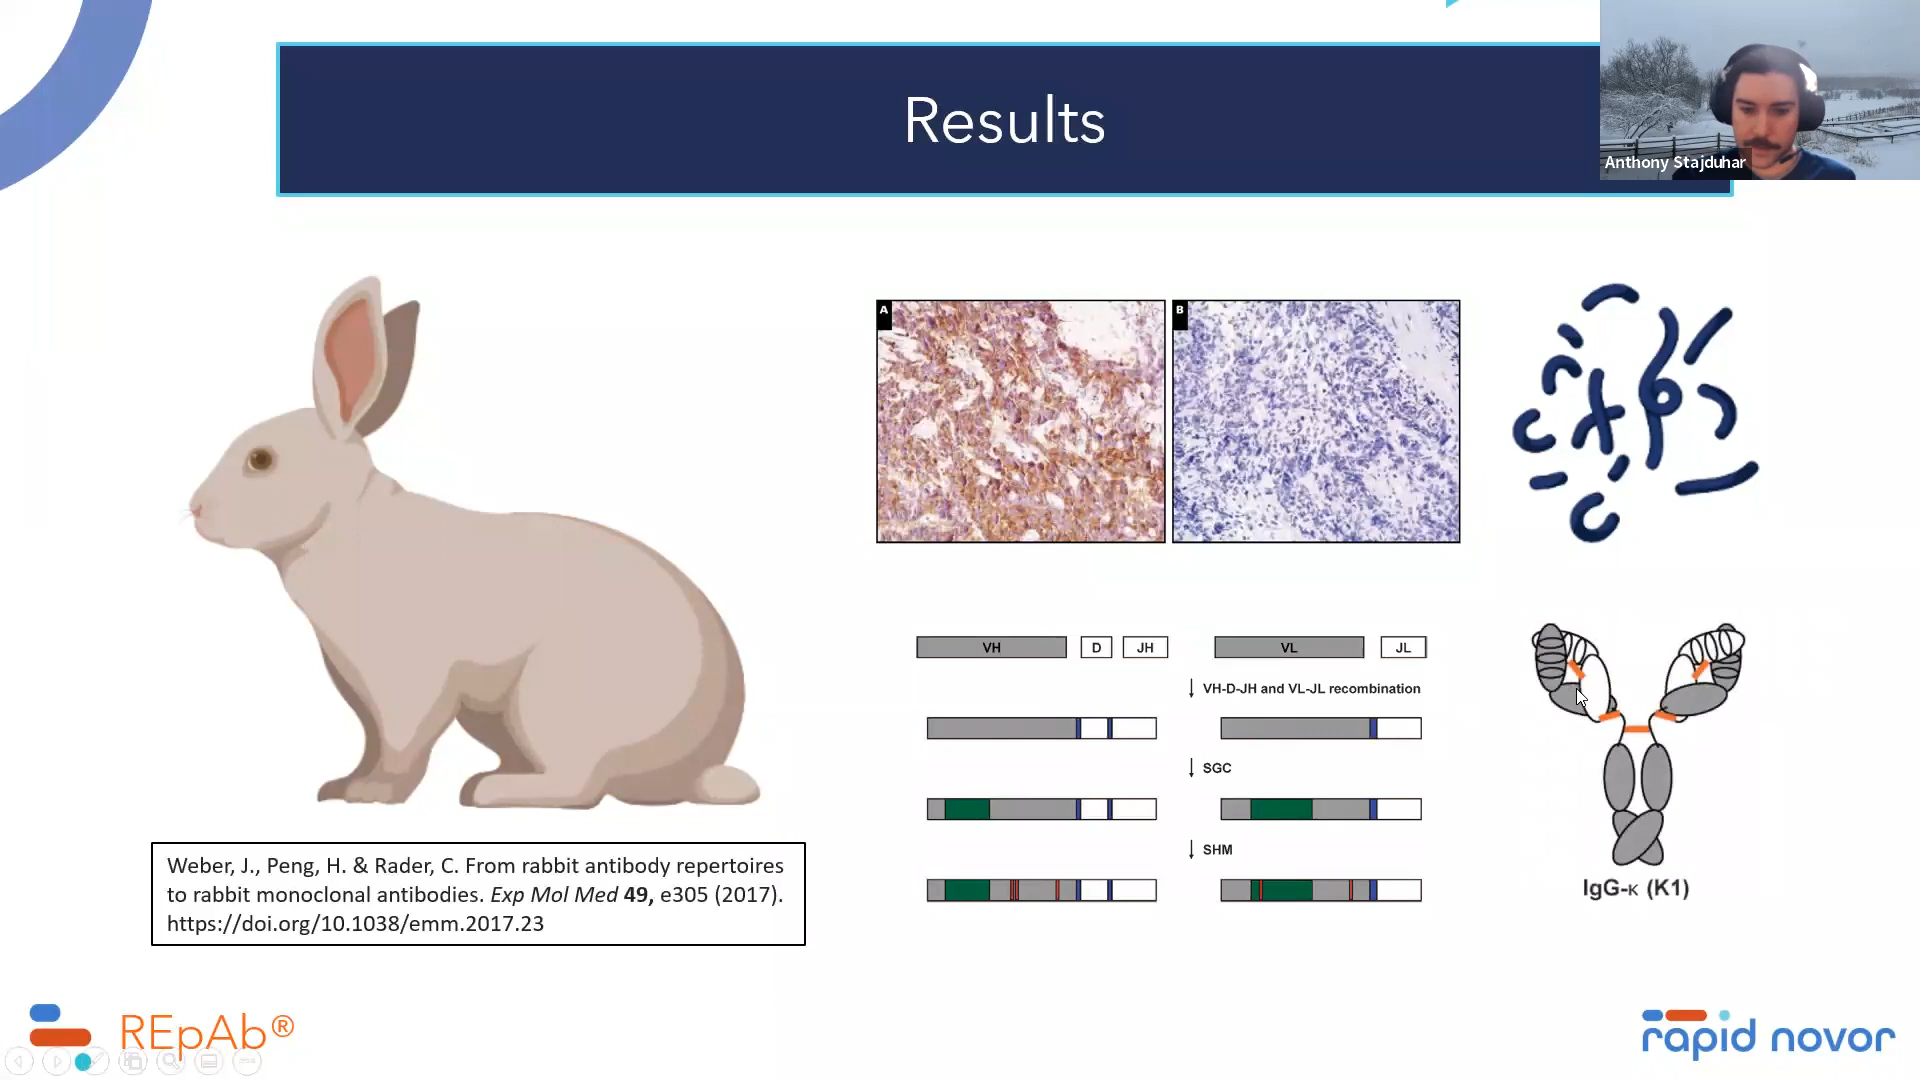 Results
Anthony Stajduhar
A
B
VH
D
JH
VL
JL
VH-D-JH and VL-JL recombination
SGC
SHM
IgG-κ (K1)
Weber, J., Peng, H. & Rader, C. From rabbit antibody repertoires
to rabbit monoclonal antibodies. Exp Mol Med 49, e305 (2017).
https://doi.org/10.1038/emm.2017.23
REpAb®
rapid novor